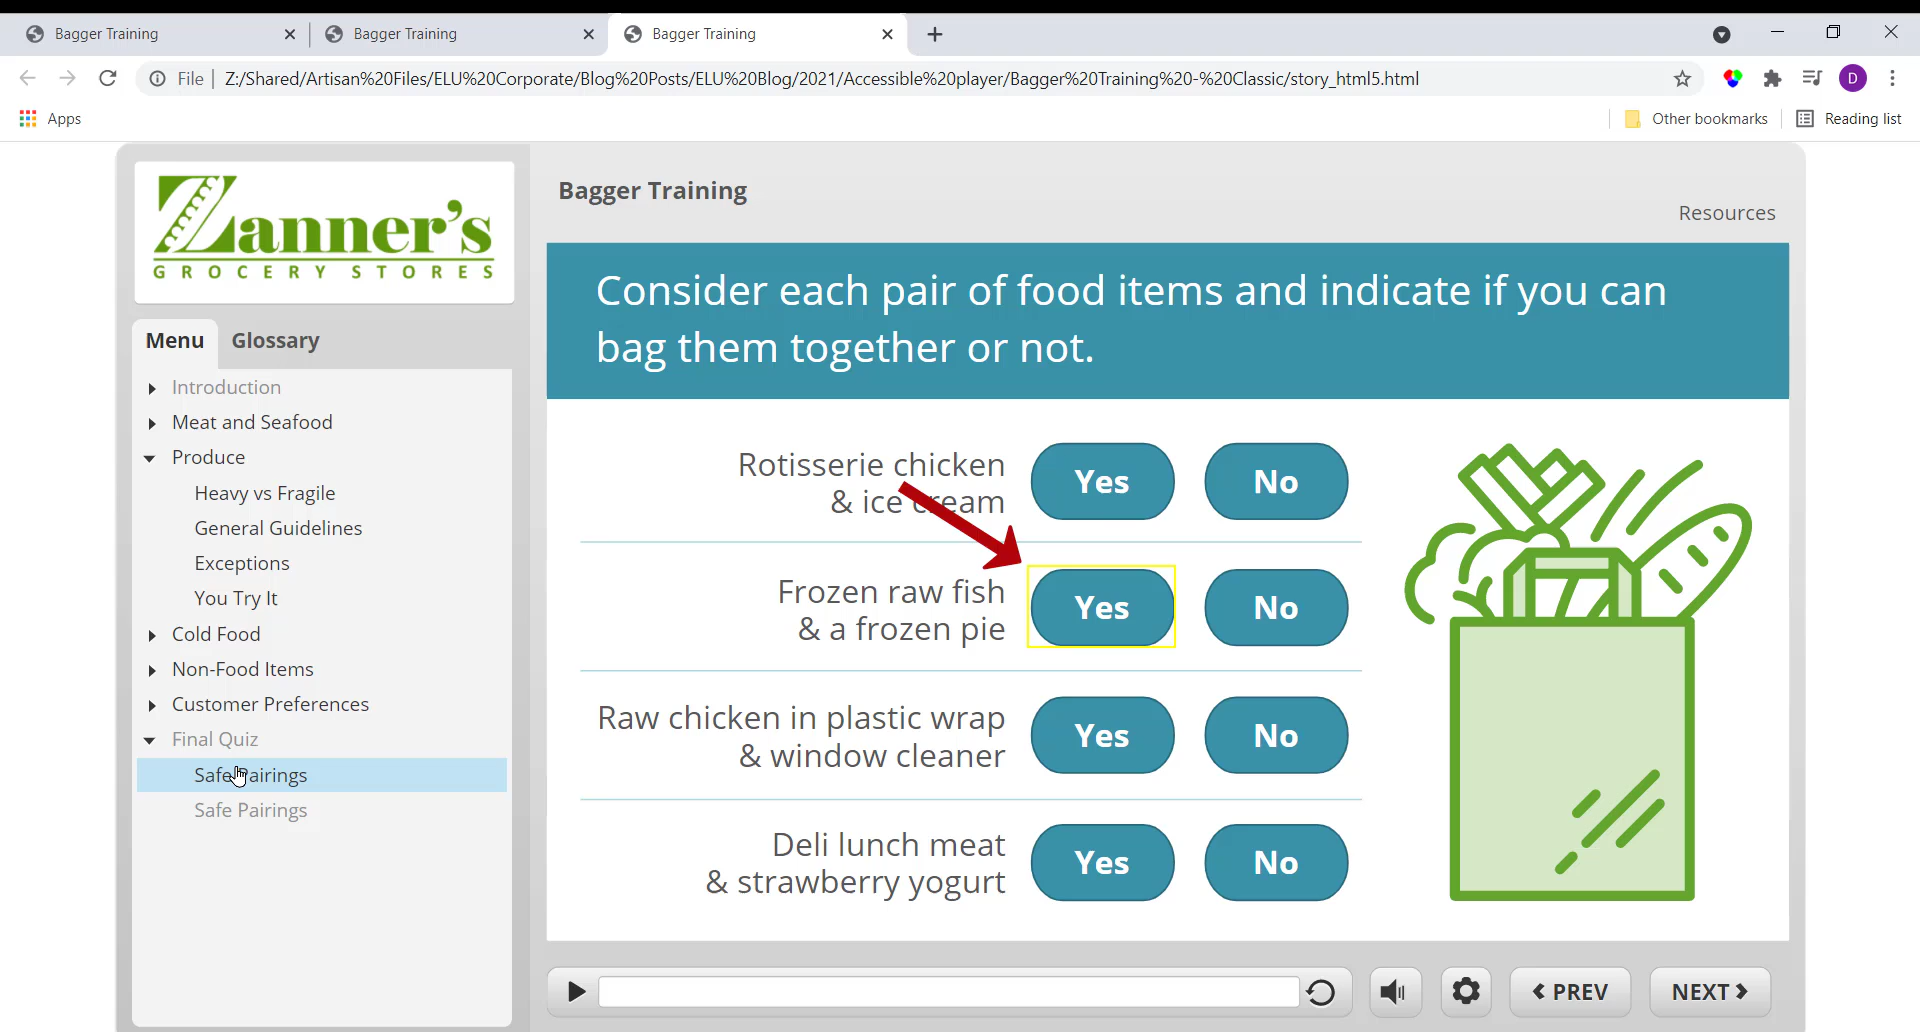 Bagger Training
Bagger Training
Bagger Training
File
Z:/Shared/Artisan%20Files/ELU%20Corporate/Blog%20Posts/ELU%20Blog/2021/Accessible%20player/Bagger%20Training%20-%20Classic/story_html5.html
D
Apps
Other bookmarks
Reading list
Zanner's
GROCERY STORES
Bagger Training
Resources
Menu
Glossary
Introduction
Meat and Seafood
Produce
Heavy vs Fragile
General Guidelines
Exceptions
You Try It
Cold Food
Non-Food Items
Customer Preferences
Final Quiz
Safe Pairings
Safe Pairings
Consider each pair of food items and indicate if you can
bag them together or not.
Rotisserie chicken
& ice cream
Yes
No
Frozen raw fish
& a frozen pie
Yes
No
Raw chicken in plastic wrap
& window cleaner
Yes
No
Deli lunch meat
& strawberry yogurt
Yes
No
PREV
NEXT